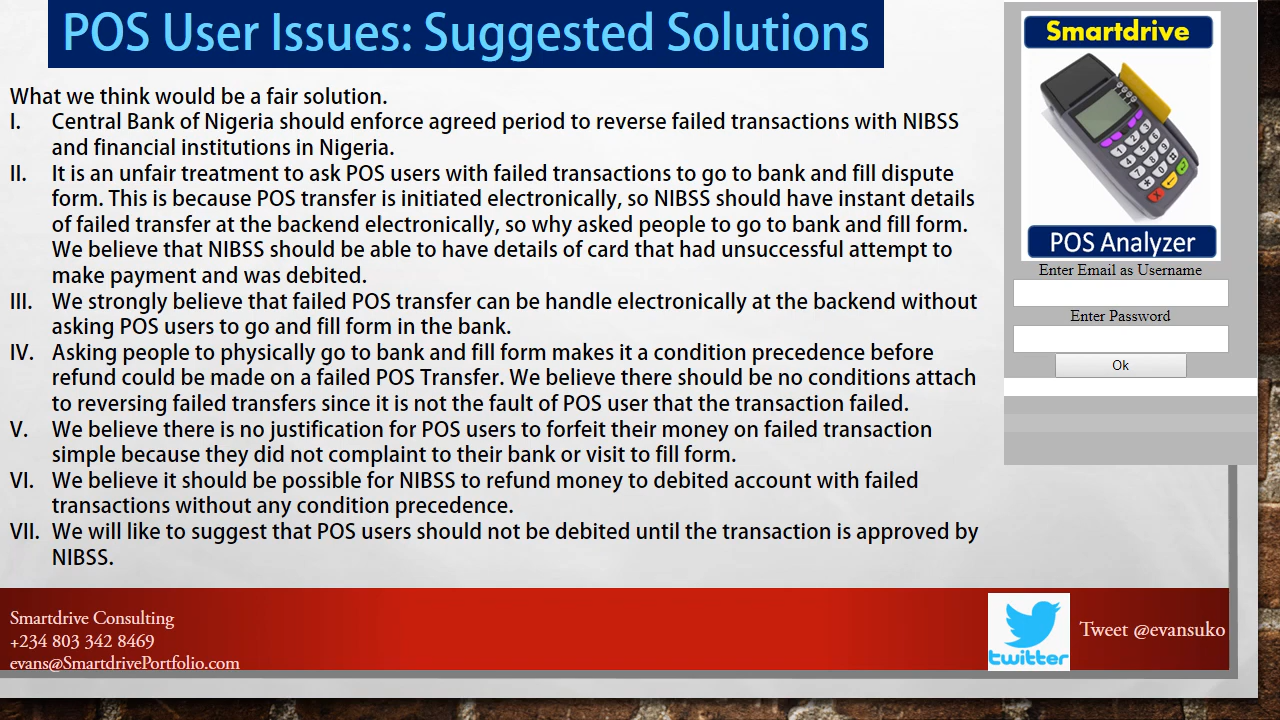 POS User Issues: Suggested Solutions
What we think would be a fair solution.
I. Central Bank of Nigeria should enforce agreed period to reverse failed transactions with NIBSS
and financial institutions in Nigeria.
II. It is an unfair treatment to ask POS users with failed transactions to go to bank and fill dispute
form. This is because POS transfer is initiated electronically, so NIBSS should have instant details
of failed transfer at the backend electronically, so why asked people to go to bank and fill form.
We believe that NIBSS should be able to have details of card that had unsuccessful attempt to
make payment and was debited.
III. We strongly believe that failed POS transfer can be handle electronically at the backend without
asking POS users to go and fill form in the bank.
IV. Asking people to physically go to bank and fill form makes it a condition precedence before
refund could be made on a failed POS Transfer. We believe there should be no conditions attach
to reversing failed transfers since it is not the fault of POS user that the transaction failed.
V. We believe there is no justification for POS users to forfeit their money on failed transaction
simple because they did not complaint to their bank or visit to fill form.
VI. We believe it should be possible for NIBSS to refund money to debited account with failed
transactions without any condition precedence.
VII. We will like to suggest that POS users should not be debited until the transaction is approved by
NIBSS.
Smartdrive
1 2 3
4 5 6
7 8 9
* 0 #
POS Analyzer
Enter Email as Username
Enter Password
Ok
Smartdrive Consulting
+234 803 342 8469
evans@SmartdrivePortfolio.com
twitter
Tweet @evansuko